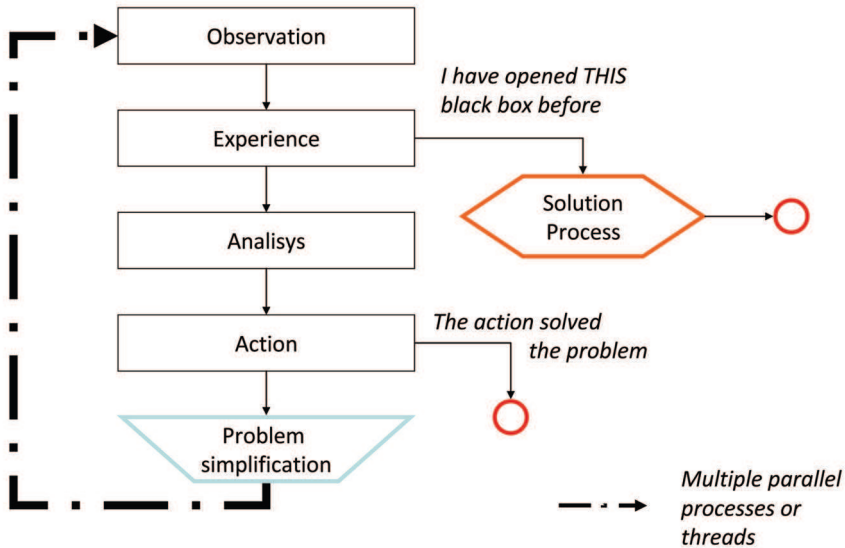 Observation
I have opened THIS
black box before
Experience
Solution
Process
Analisys
The action solved
the problem
Action
Problem
simplification
Multiple parallel
processes or
threads